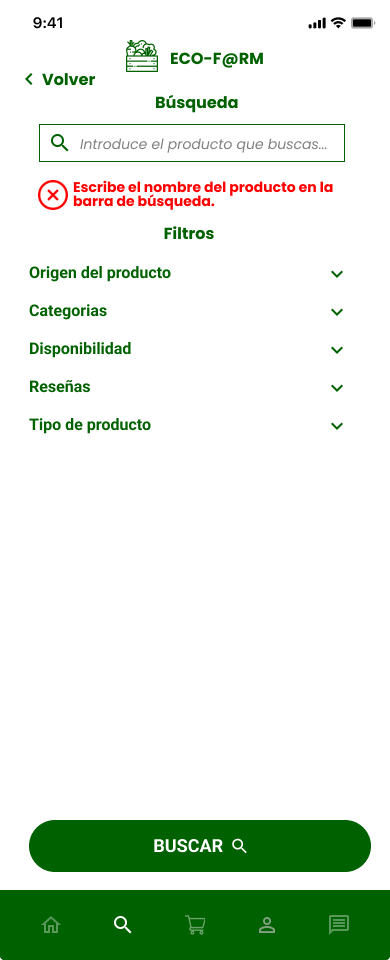 9:41
ECO-F@RM
Volver
Búsqueda
Introduce el producto que buscas...
Escribe el nombre del producto en la
barra de búsqueda.
Filtros
Origen del producto
Categorias
Disponibilidad
Reseñas
Tipo de producto
BUSCAR